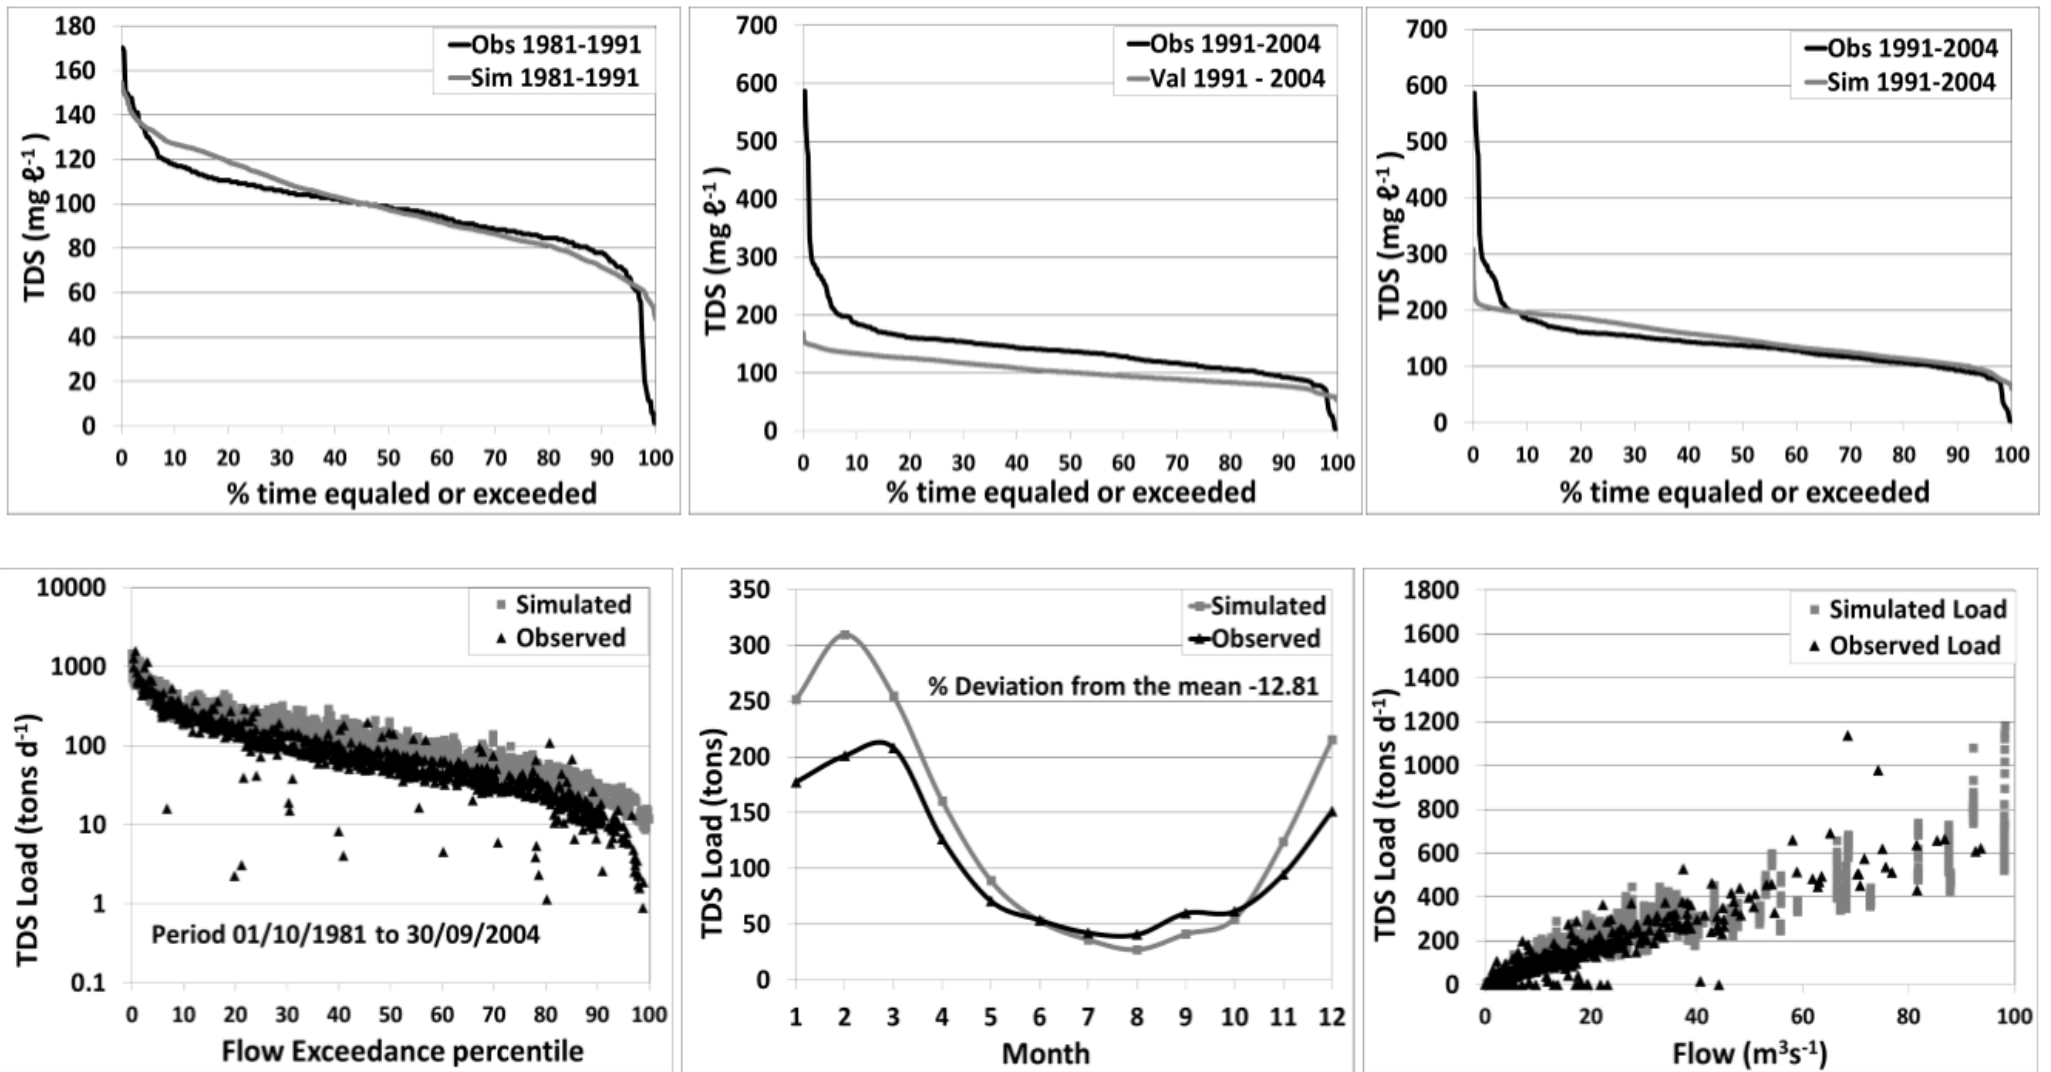 180
160
140
120
100
80
60
40
20
0
TDS (mg ℓ-1 )
Obs 1981-1991
Sim 1981-1991
0 10 20 30 40 50 60 70 80 90 100
% time equaled or exceeded
700
600
500
400
300
200
100
0
TDS (mg ℓ-1 )
Obs 1991-2004
Val 1991 - 2004
0 10 20 30 40 50 60 70 80 90 100
% time equaled or exceeded
700
600
500
400
300
200
100
0
TDS (mg ℓ-1 )
Obs 1991-2004
Sim 1991-2004
0 10 20 30 40 50 60 70 80 90 100
% time equaled or exceeded
10000
1000
100
10
1
0.1
TDS Load (tons d-1)
Simulated
Observed
Period 01/10/1981 to 30/09/2004
0 10 20 30 40 50 60 70 80 90 100
Flow Exceedance percentile
350
300
250
200
150
100
50
0
TDS Load (tons)
Simulated
Observed
% Deviation from the mean -12.81
1 2 3 4 5 6 7 8 9 10 11 12
Month
1800
1600
1400
1200
1000
800
600
400
200
0
TDS Load (tons d-1)
Simulated Load
Observed Load
0 20 40 60 80 100
Flow (m3s-1)